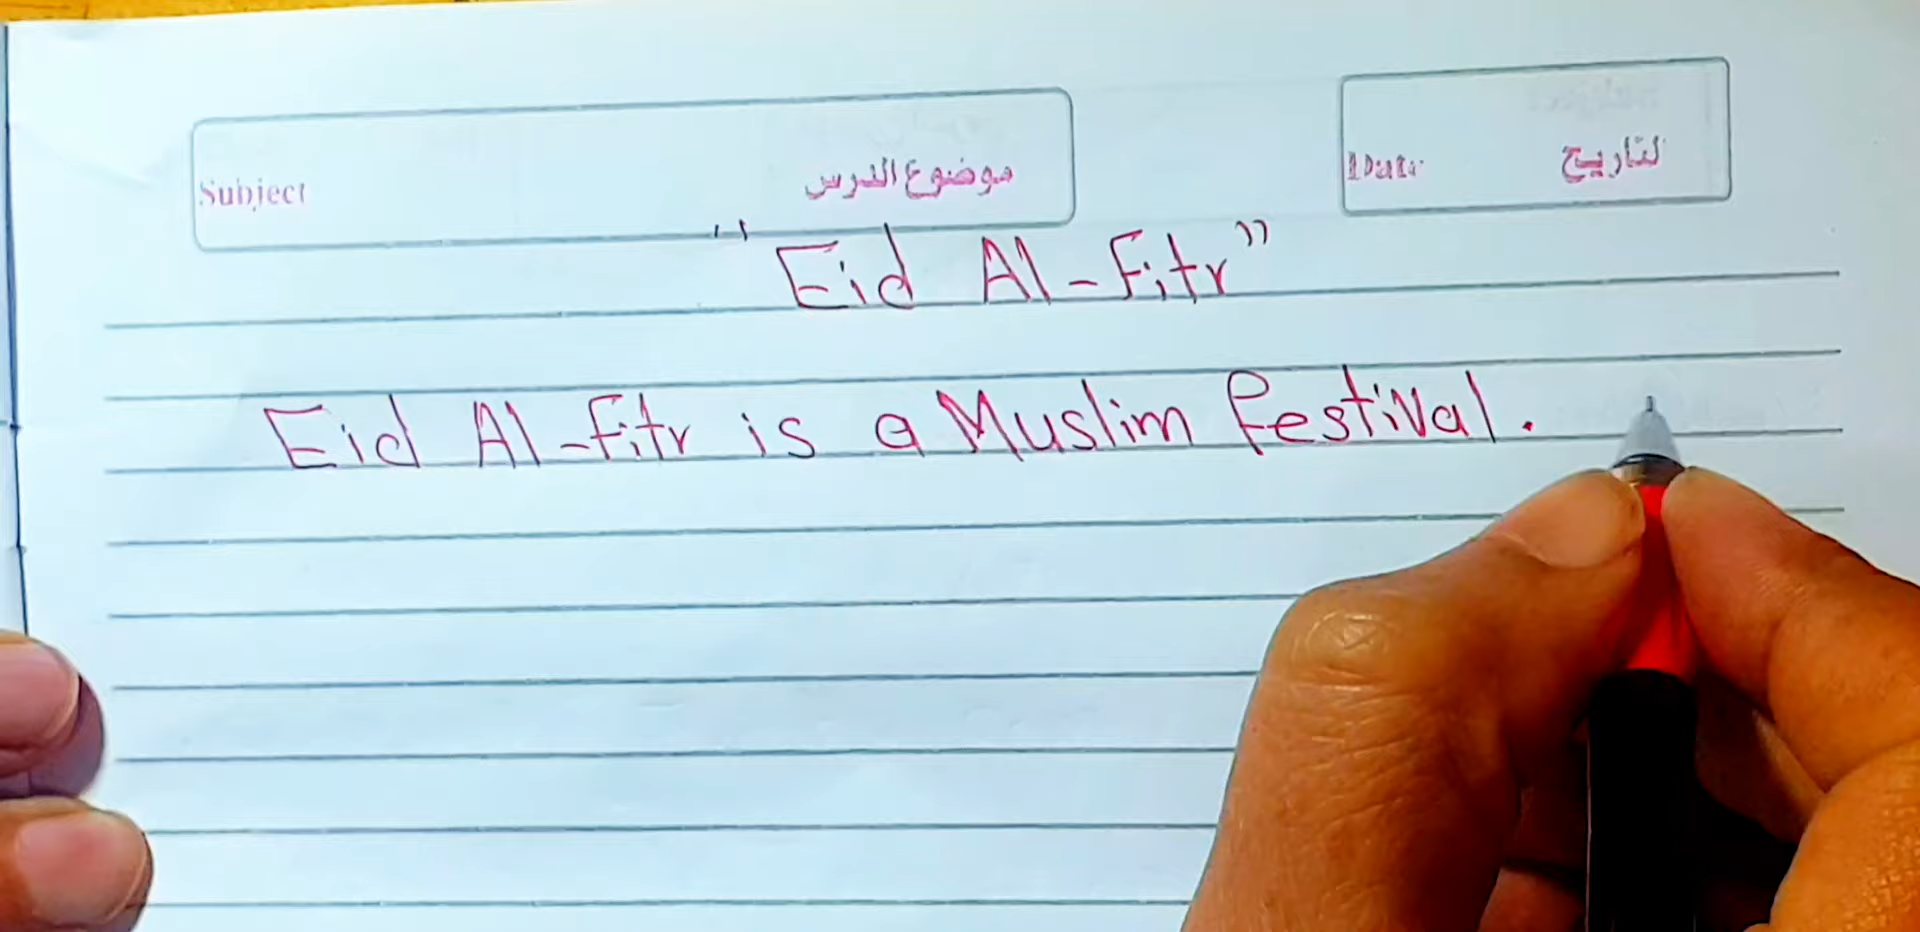 Subject موضوع الدرس Date التاريخ
"Eid Al-Fitr"
Eid Al-Fitr is a Muslim festival.